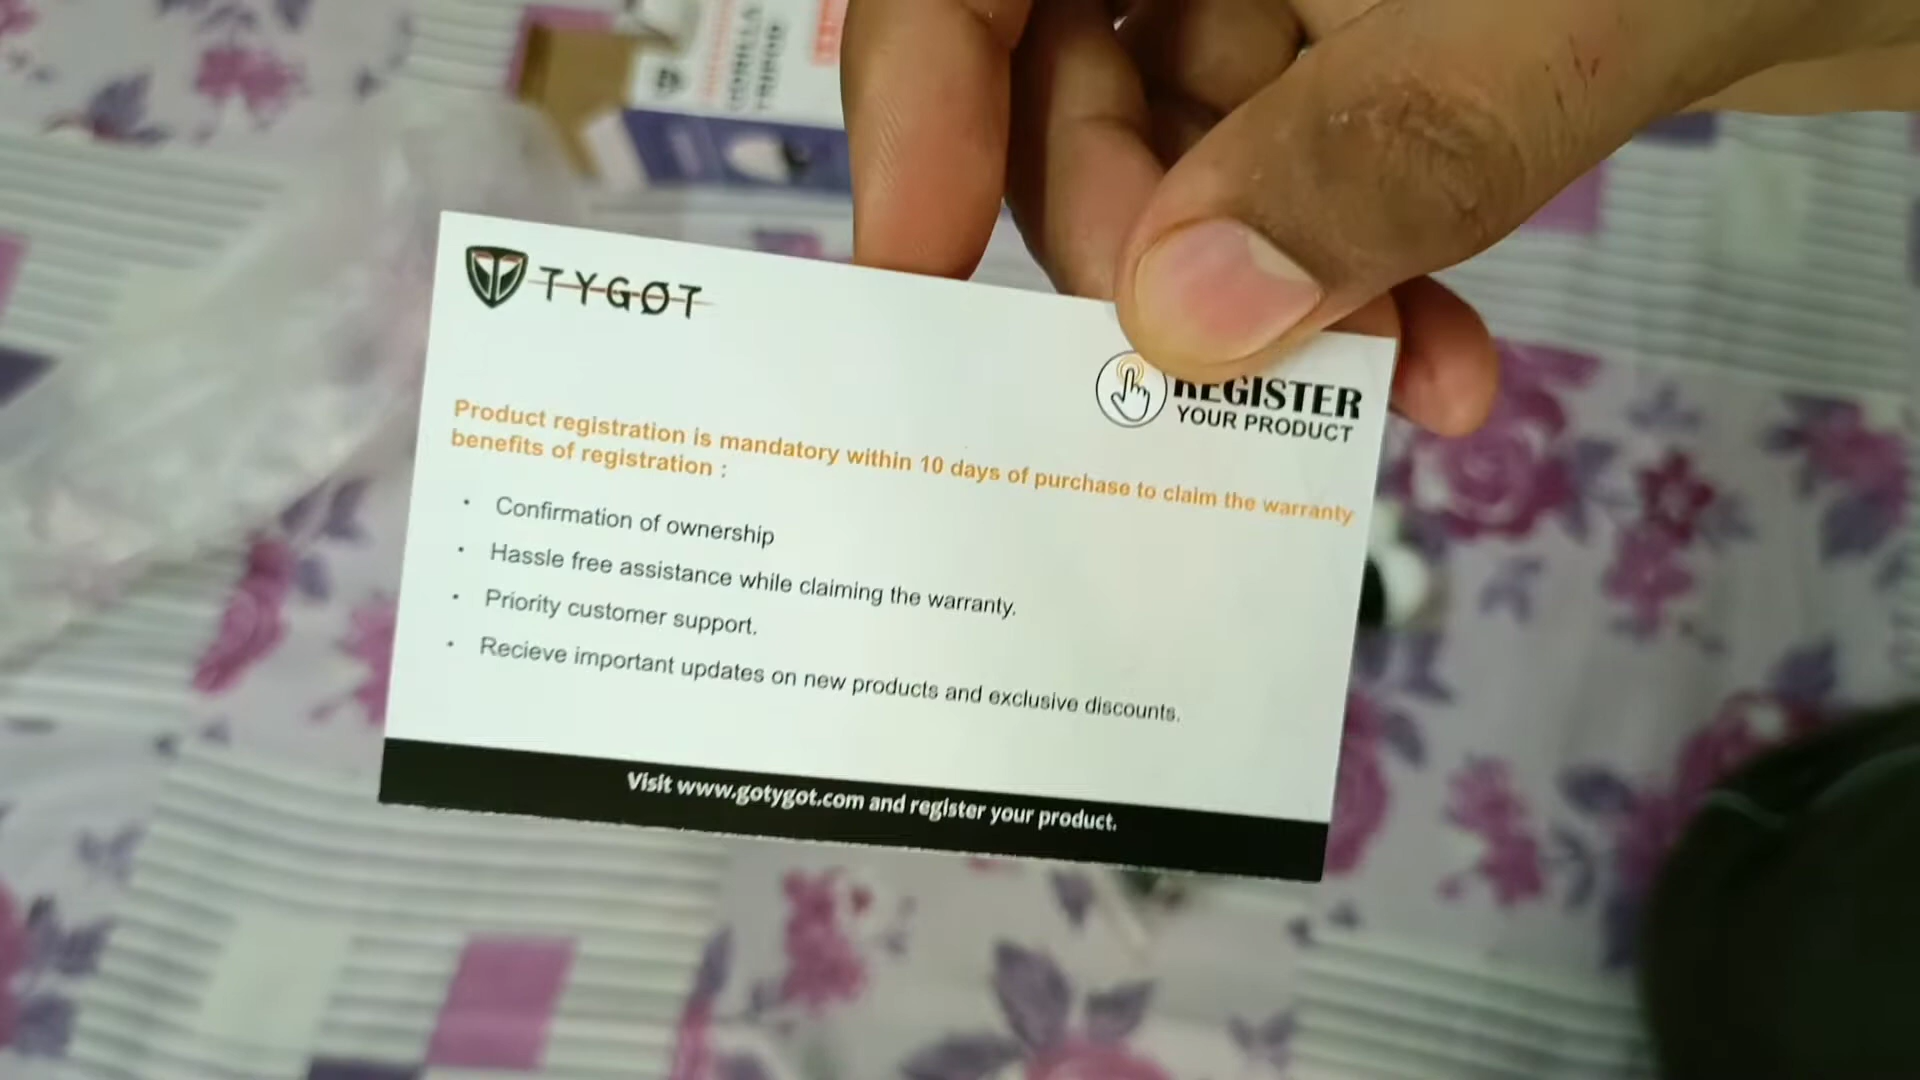 GORILLA
TRIPOD
TYGOT
REGISTER
YOUR PRODUCT
Product registration is mandatory within 10 days of purchase to claim the warranty
benefits of registration :
• Confirmation of ownership
• Hassle free assistance while claiming the warranty.
• Priority customer support.
• Recieve important updates on new products and exclusive discounts.
Visit www.gotygot.com and register your product.